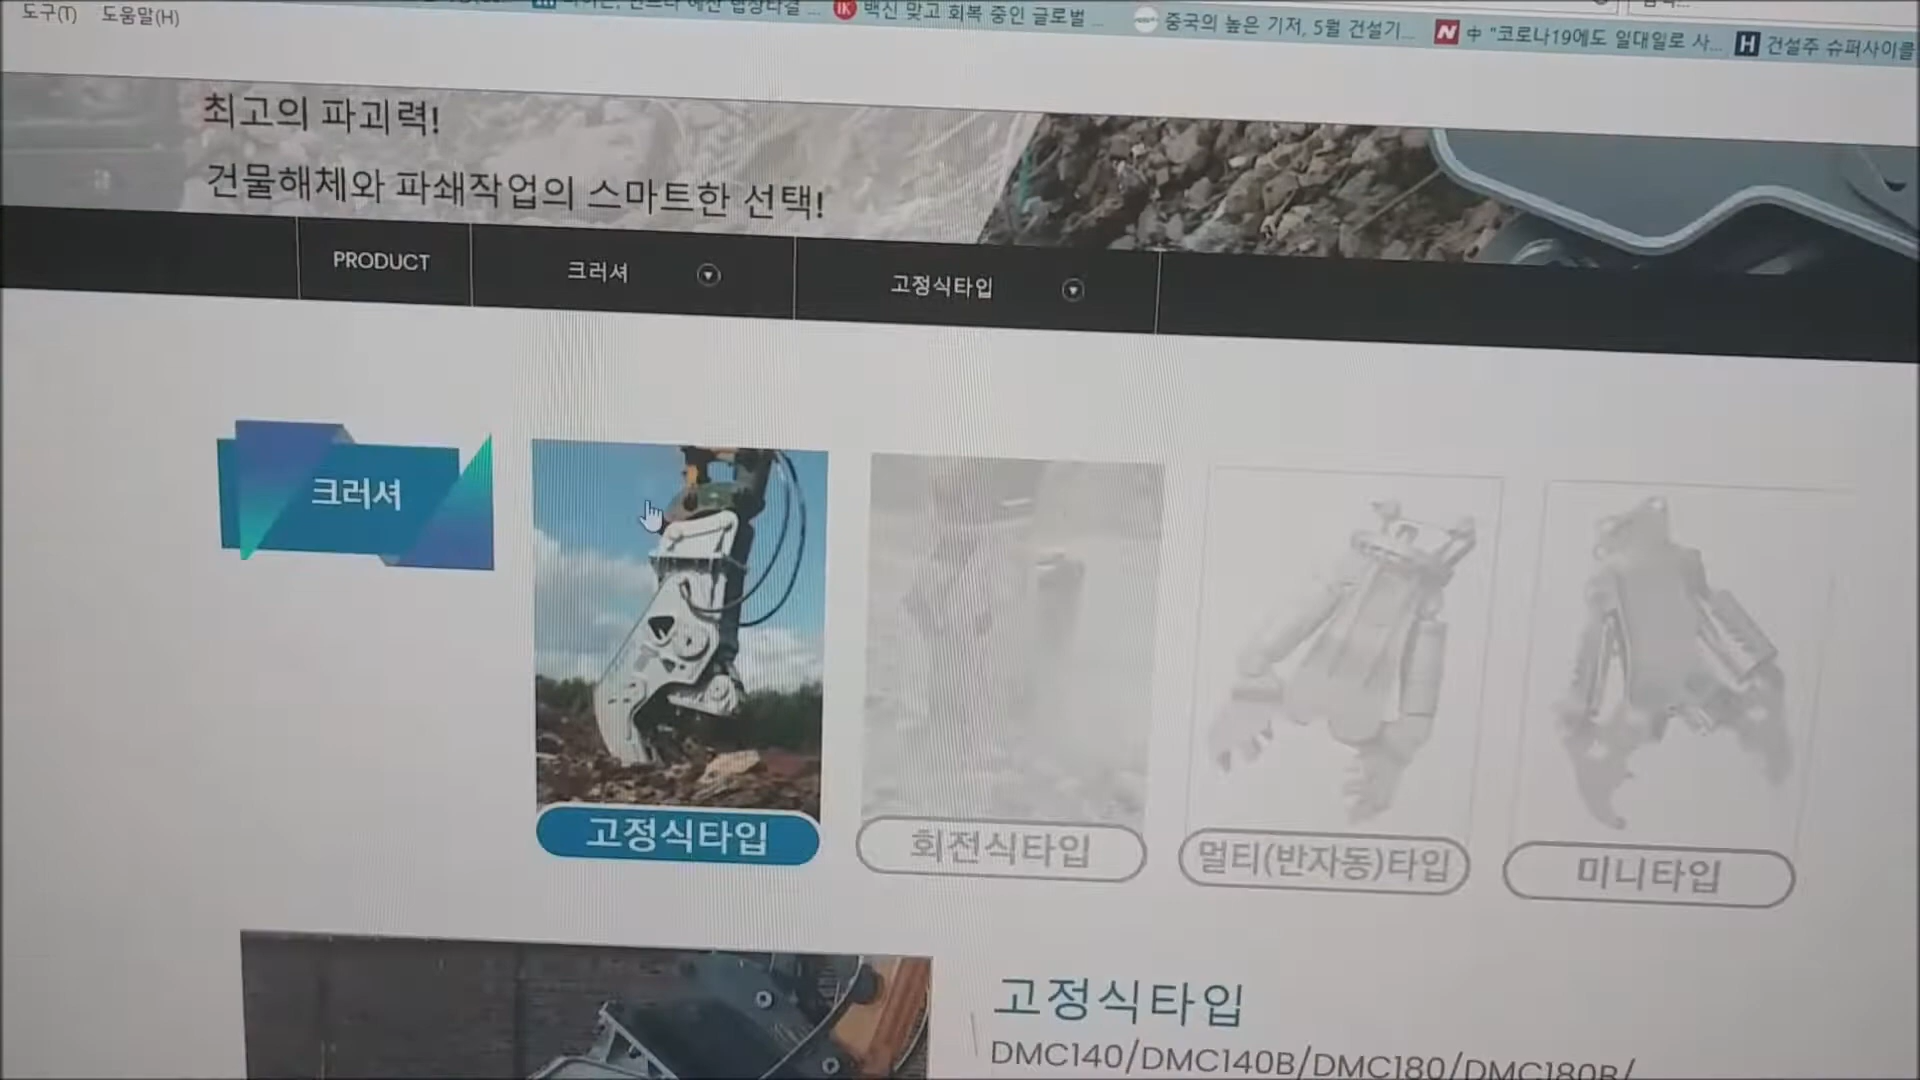 도구(T) 도움말(H)
백신 맞고 회복 중인 글로벌 ...
중국의 높은 기저, 5월 건설기...
中 "코로나19에도 일대일로 사...
건설주 슈퍼사이클
최고의 파괴력!
건물해체와 파쇄작업의 스마트한 선택!
PRODUCT
크러셔
고정식타입
크러셔
고정식타입
회전식타입
멀티(반자동)타입
미니타입
고정식타입
DMC140/DMC140B/DMC180/DMC180B/